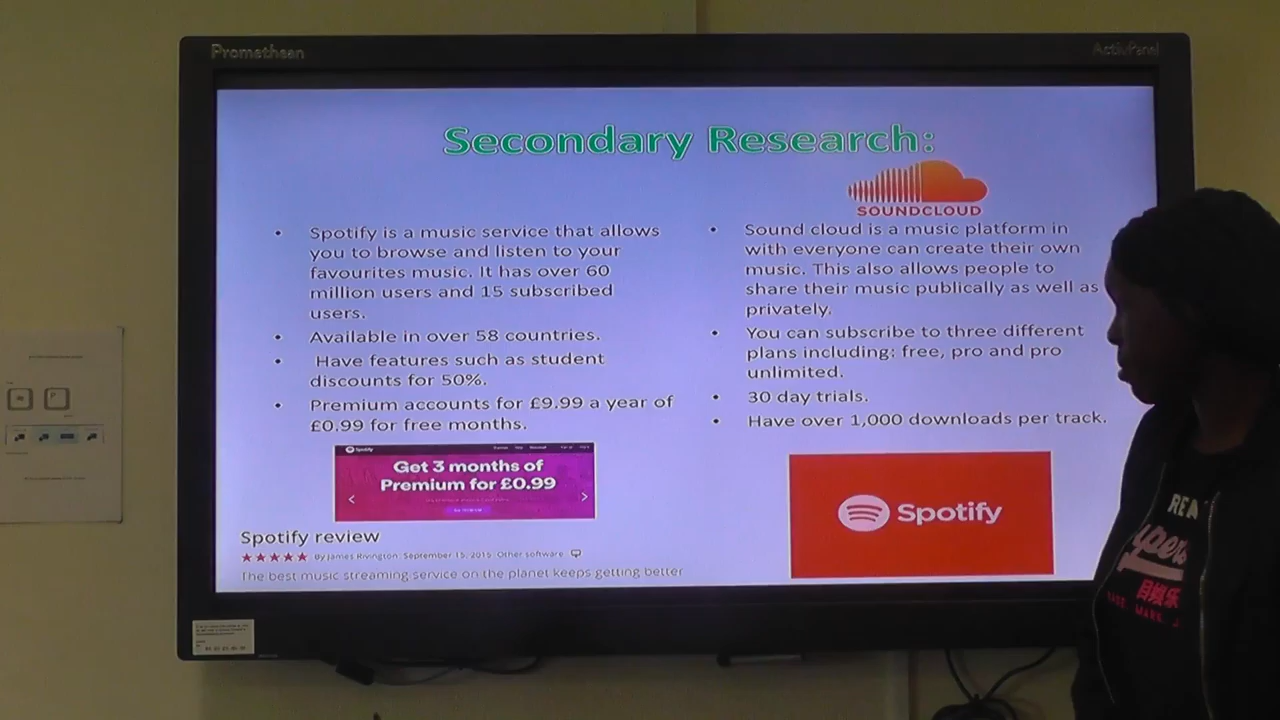 Promethean
ActivPanel
Secondary Research:
SOUNDCLOUD
Spotify is a music service that allows
you to browse and listen to your
favourites music. It has over 60
million users and 15 subscribed
users.
Available in over 58 countries.
Have features such as student
discounts for 50%.
Premium accounts for £9.99 a year of
£0.99 for free months.
Sound cloud is a music platform in
with everyone can create their own
music. This also allows people to
share their music publically as well as
privately.
You can subscribe to three different
plans including: free, pro and pro
unlimited.
30 day trials.
Have over 1,000 downloads per track.
Spotify
Get 3 months of
Premium for £0.99
Spotify review
By James Rivington, September 15, 2015 Other software
The best music streaming service on the planet keeps getting better
Spotify
REA